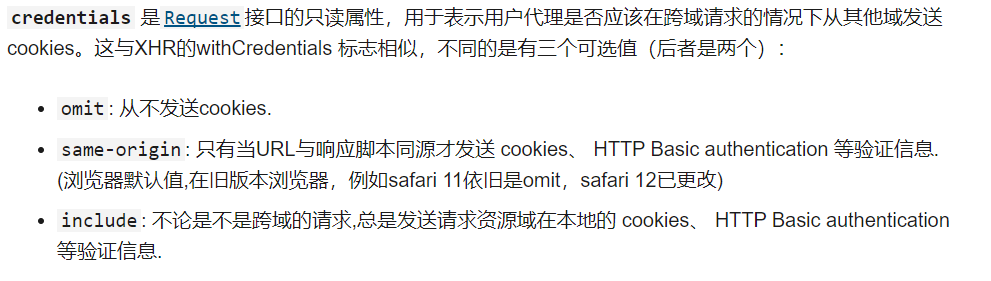 credentials 是Request接口的只读属性，用于表示用户代理是否应该在跨域请求的情况下从其他域发送
cookies。这与XHR的withCredentials 标志相似，不同的是有三个可选值（后者是两个）:
• omit: 从不发送cookies.
• same-origin: 只有当URL与响应脚本同源才发送 cookies、 HTTP Basic authentication 等验证信息.
(浏览器默认值,在旧版本浏览器，例如safari 11依旧是omit，safari 12已更改)
• include: 不论是不是跨域的请求,总是发送请求资源域在本地的 cookies、 HTTP Basic authentication
等验证信息.